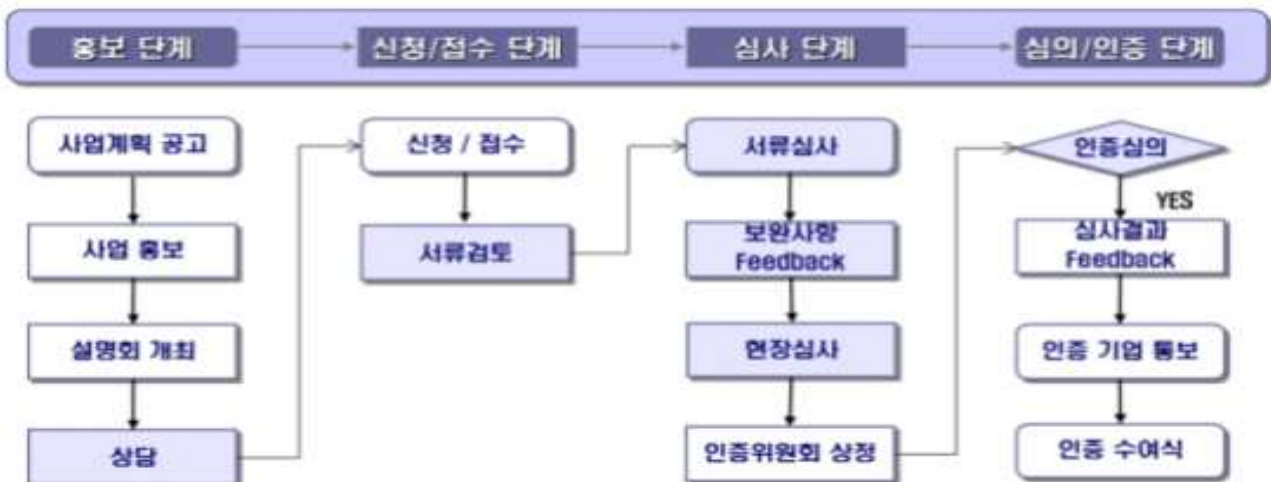 홍보 단계
신청/접수 단계
심사 단계
심의/인증 단계
사업계획 공고
사업 홍보
설명회 개최
상담
신청 / 접수
서류검토
서류심사
보완사항
Feedback
현장심사
인증위원회 상정
인증심의
YES
심사결과
Feedback
인증 기업 통보
인증 수여식